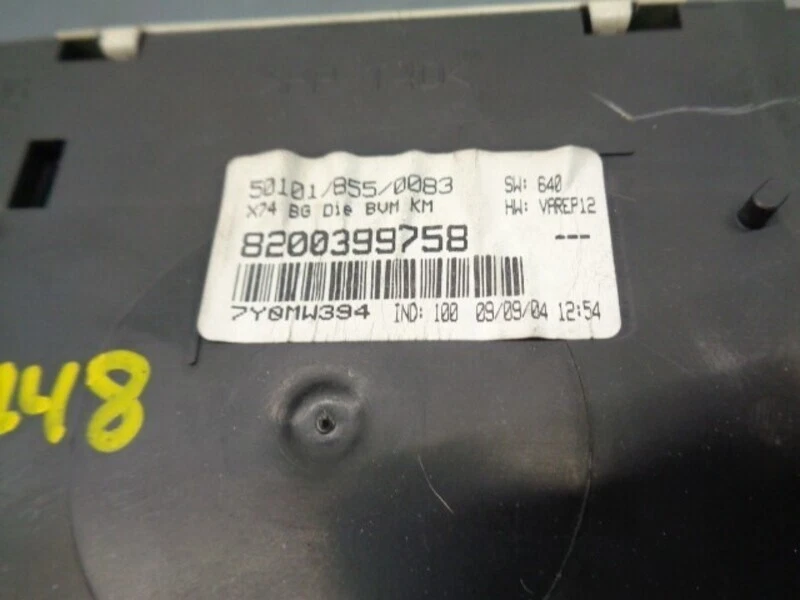 50101/855/0083 SW: 640
X74 BG Die BVM KM HW: VAREP12
8200399758 ---
7Y0MW394 IND: 100 09/09/04 12:54
48